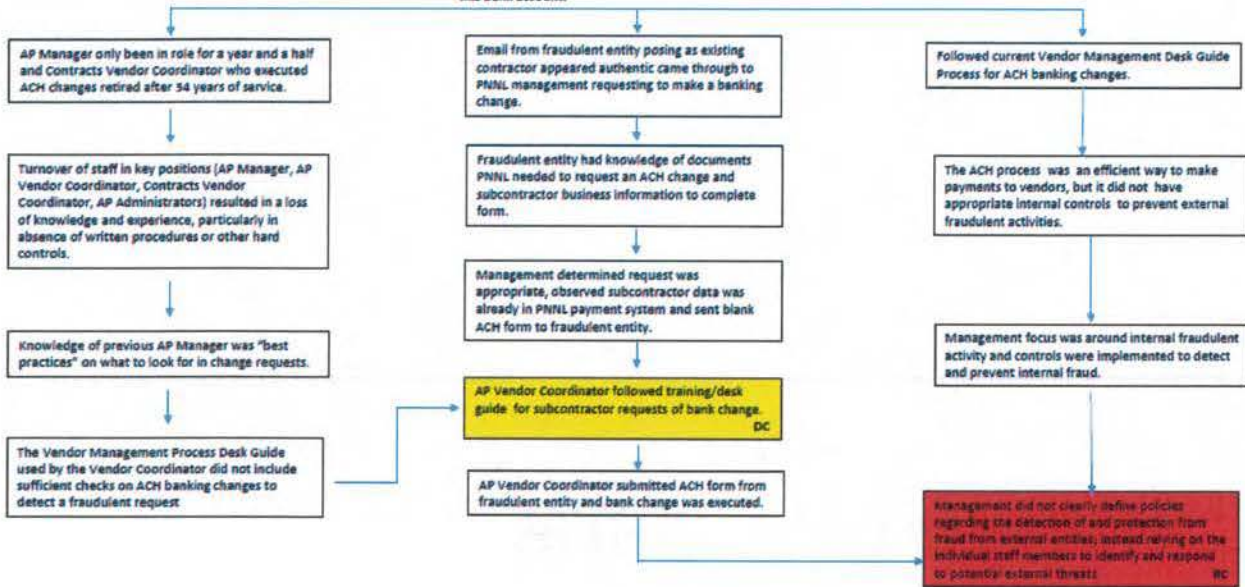 AP Manager only been in role for a year and a half
and Contracts Vendor Coordinator who executed
ACH changes retired after 34 years of service.
Turnover of staff in key positions (AP Manager, AP
Vendor Coordinator, Contracts Vendor
Coordinator, AP Administrators) resulted in a loss
of knowledge and experience, particularly in
absence of written procedures or other hard
controls.
Knowledge of previous AP Manager was "best
practices" on what to look for in change requests.
The Vendor Management Process Desk Guide
used by the Vendor Coordinator did not include
sufficient checks on ACH banking changes to
detect a fraudulent request
Email from fraudulent entity posing as existing
contractor appeared authentic came through to
PNNL management requesting to make a banking
change.
Fraudulent entity had knowledge of documents
PNNL needed to request an ACH change and
subcontractor business information to complete
form.
Management determined request was
appropriate, observed subcontractor data was
already in PNNL payment system and sent blank
ACH form to fraudulent entity.
AP Vendor Coordinator followed training/desk
guide for subcontractor requests of bank change.
DC
AP Vendor Coordinator submitted ACH form from
fraudulent entity and bank change was executed.
Followed current Vendor Management Desk Guide
Process for ACH banking changes.
The ACH process was an efficient way to make
payments to vendors, but it did not have
appropriate internal controls to prevent external
fraudulent activities.
Management focus was around internal fraudulent
activity and controls were implemented to detect
and prevent internal fraud.
Management did not clearly define policies
regarding the detection of and protection from
fraud from external entities; instead relying on the
individual staff members to identify and respond
to potential external threats
RC